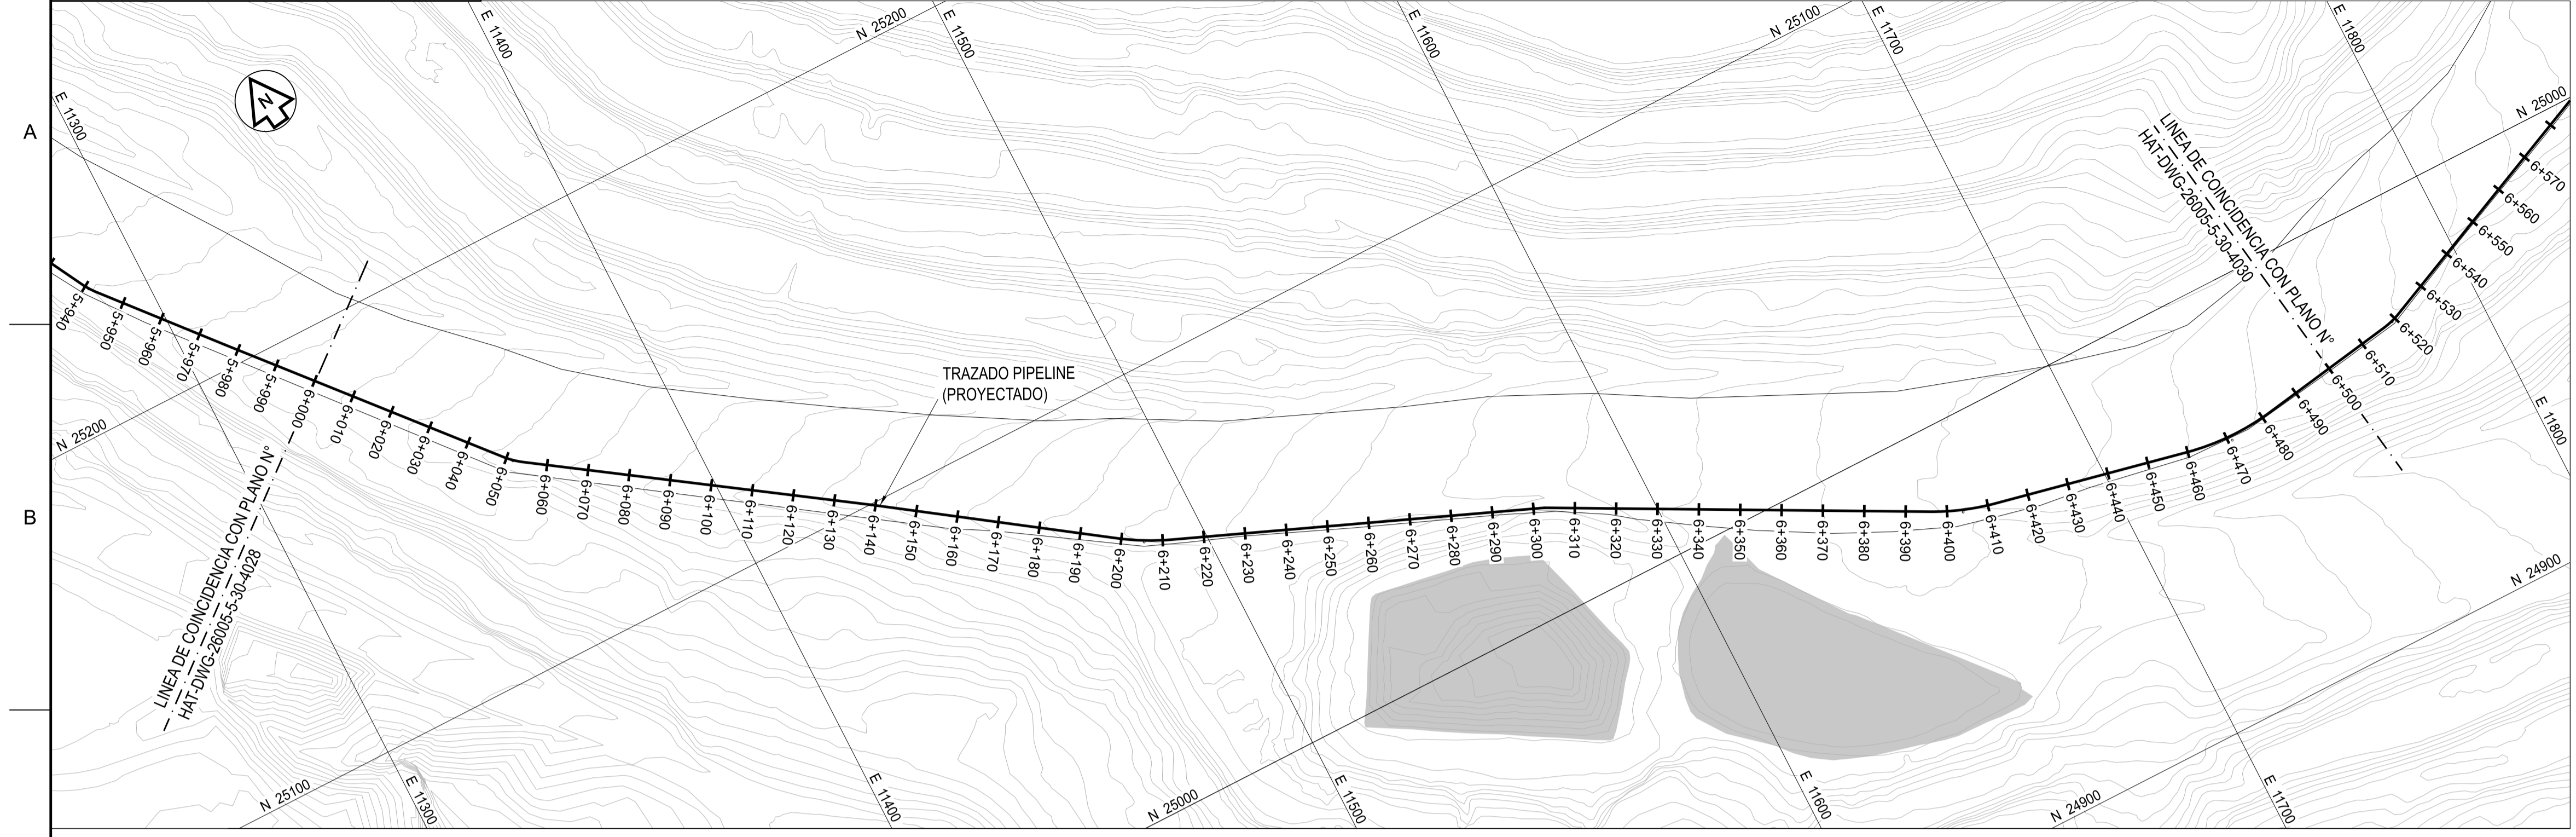 E 11400
N 25200
E 11500
E 11600
N 25100
E 11700
E 11800
A
N
E 11300
LINEA DE COINCIDENCIA CON PLANO N°
HAT-DWG-26005-5-30-4030
N 25000
6+570
6+560
6+550
6+540
6+530
6+520
6+510
6+500
6+490
6+480
6+470
6+460
6+450
6+440
6+430
6+420
6+410
6+400
6+390
6+380
6+370
6+360
6+350
6+340
6+330
6+320
6+310
6+300
6+290
6+280
6+270
6+260
6+250
6+240
6+230
6+220
6+210
6+200
6+190
6+180
6+170
6+160
6+150
6+140
6+130
6+120
6+110
6+100
6+090
6+080
6+070
6+060
6+050
6+040
6+030
6+020
6+010
6+000
5+990
5+980
5+970
5+960
5+950
5+940
TRAZADO PIPELINE
(PROYECTADO)
N 25200
E 11800
B
LINEA DE COINCIDENCIA CON PLANO N°
HAT-DWG-26005-5-30-4028
N 24900
N 25100
E 11300
E 11400
N 25000
E 11500
E 11600
N 24900
E 11700